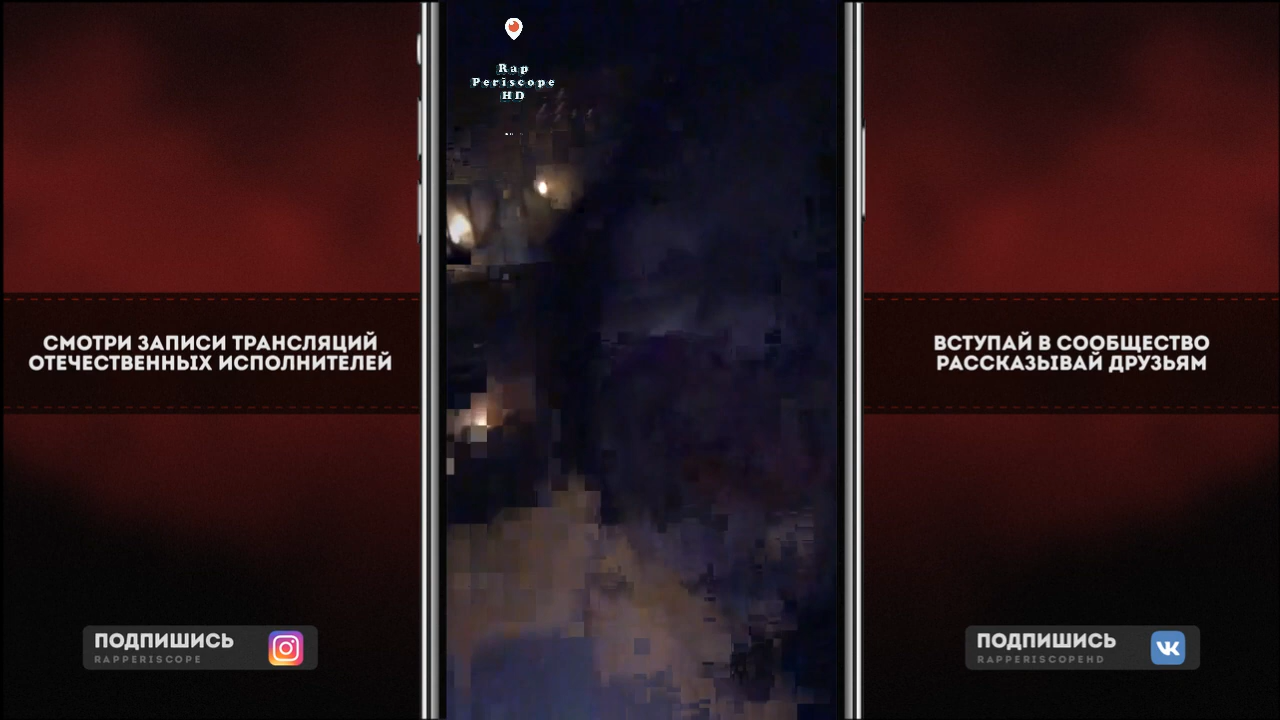 Rap
Periscope
HD
СМОТРИ ЗАПИСИ ТРАНСЛЯЦИЙ
ОТЕЧЕСТВЕННЫХ ИСПОЛНИТЕЛЕЙ
ВСТУПАЙ В СООБЩЕСТВО
РАССКАЗЫВАЙ ДРУЗЬЯМ
ПОДПИШИСЬ
RAPPERISCOPE
ПОДПИШИСЬ
RAPPERISCOPEHD